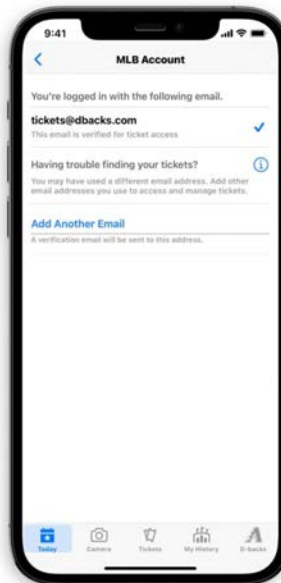 9:41
MLB Account
You're logged in with the following email.
tickets@dbacks.com
This email is verified for ticket access
Having trouble finding your tickets?
You may have used a different email address. Add other
email addresses you use to access and manage tickets.
Add Another Email
A verification email will be sent to this address.
Today Camera Tickets My History D-backs